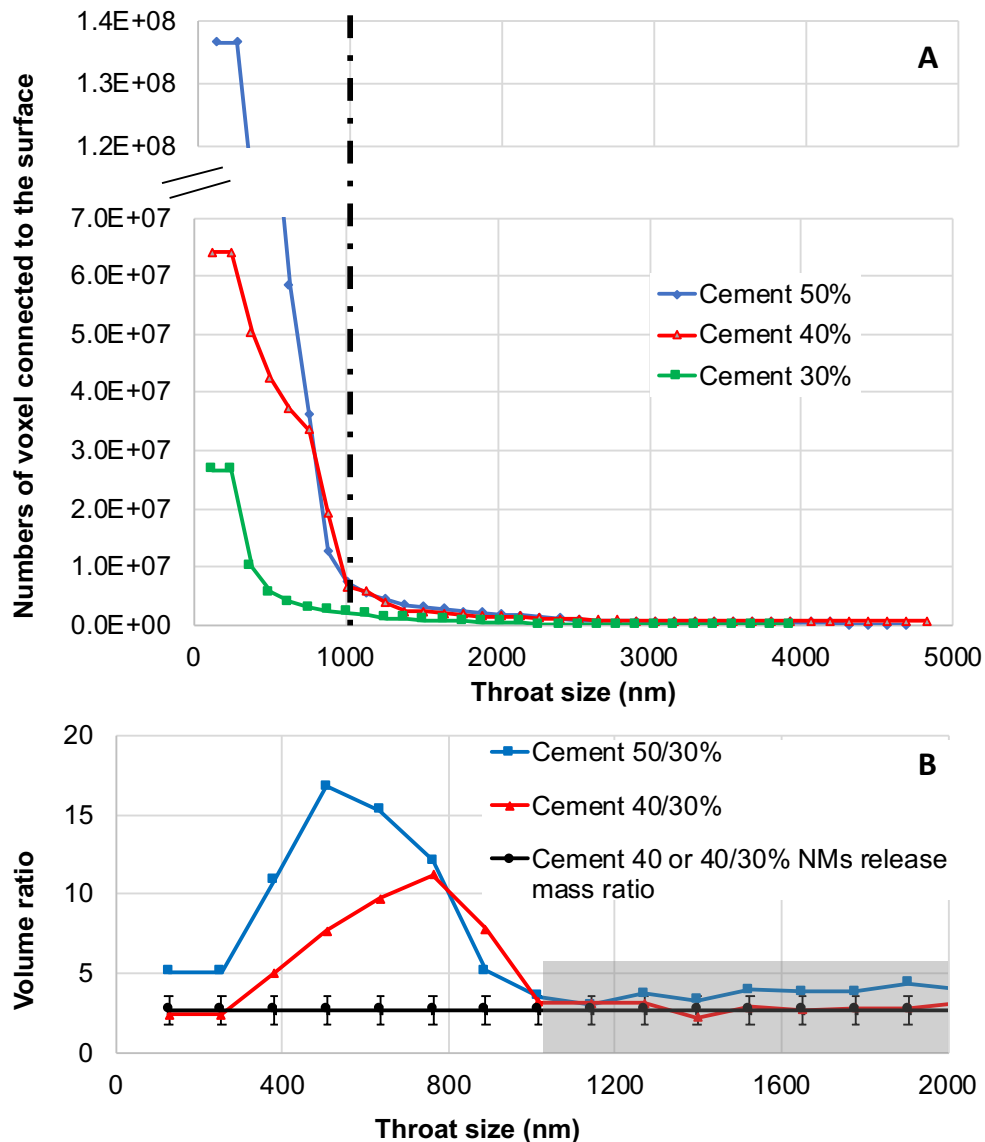 Numbers of voxel connected to the surface
1.4E+08
A
1.3E+08
1.2E+08
7.0E+07
6.0E+07
5.0E+07
4.0E+07
3.0E+07
2.0E+07
1.0E+07
0.0E+00
Cement 50%
Cement 40%
Cement 30%
0 1000 2000 3000 4000 5000
Throat size (nm)
Volume ratio
20
15
10
5
0
B
Cement 50/30%
Cement 40/30%
Cement 40 or 40/30% NMs release
mass ratio
0 400 800 1200 1600 2000
Throat size (nm)